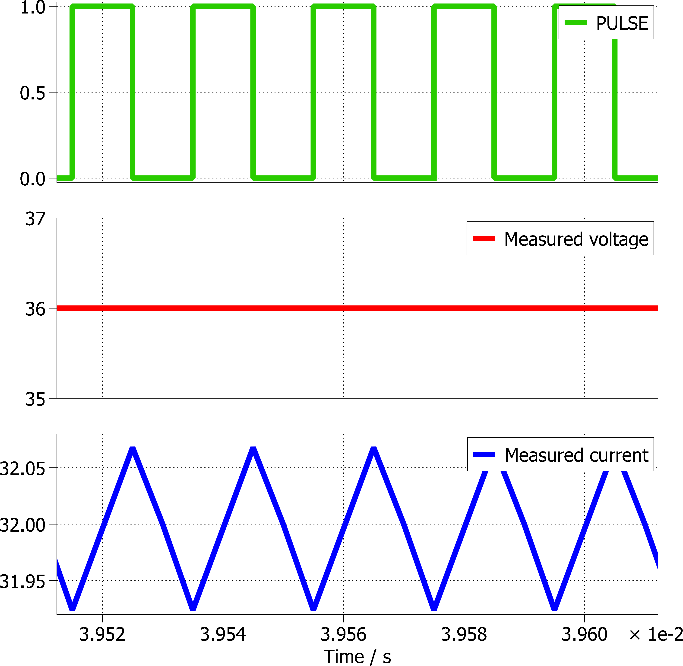 1.0
PULSE
0.5
0.0
37
Measured voltage
36
35
32.05
Measured current
32.00
31.95
3.952 3.954 3.956 3.958 3.960 × 1e-2
Time / s